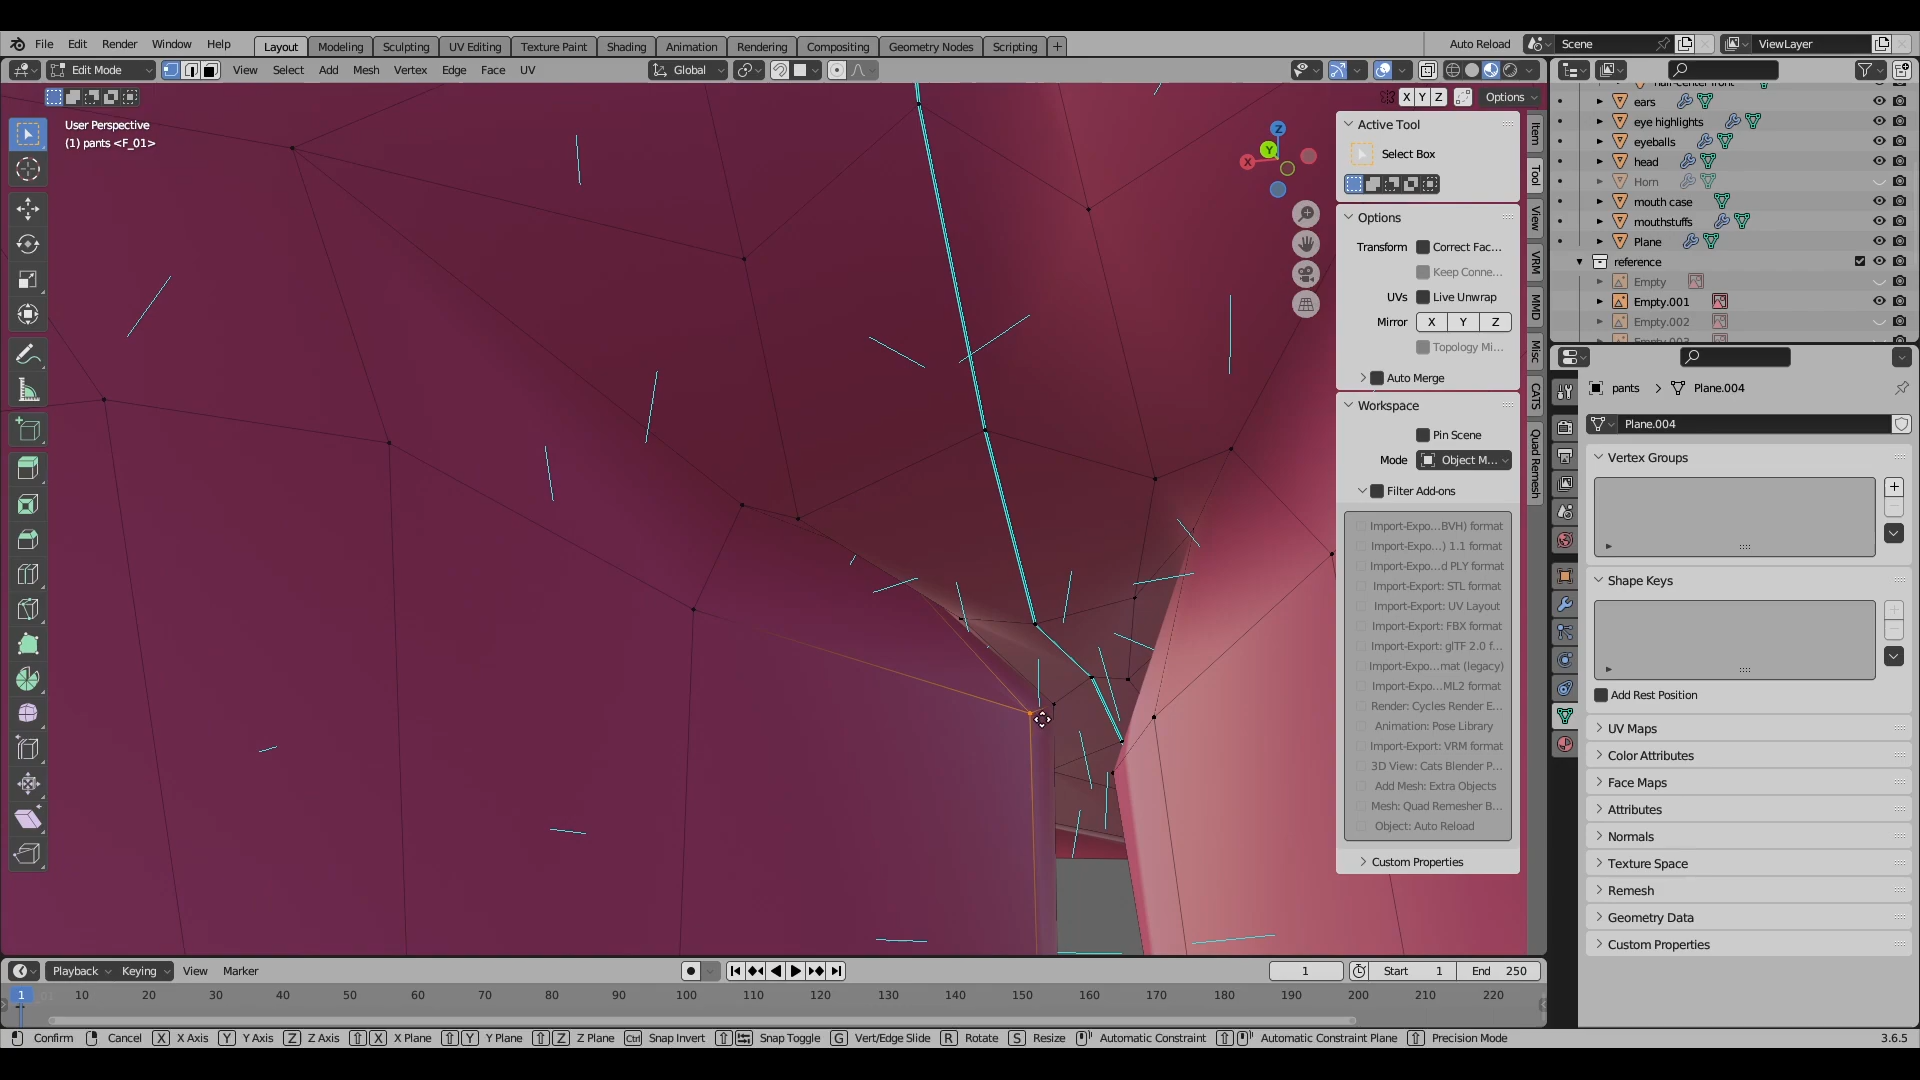 File Edit Render Window Help Layout Modeling Sculpting UV Editing Texture Paint Shading Animation Rendering Compositing Geometry Nodes Scripting + Auto Reload Scene ViewLayer
Edit Mode View Select Add Mesh Vertex Edge Face UV Global
X Y Z Options
User Perspective
(1) pants <F_01>
Z
Y
X
Active Tool
Select Box
Options
Transform Correct Fac...
Keep Conne...
UVs Live Unwrap
Mirror X Y Z
Topology Mi...
Auto Merge
Workspace
Pin Scene
Mode Object M...
Filter Add-ons
Import-Expo...BVH) format
Import-Expo...) 1.1 format
Import-Expo...d PLY format
Import-Export: STL format
Import-Export: UV Layout
Import-Export: FBX format
Import-Export: glTF 2.0 f...
Import-Expo...mat (legacy)
Import-Expo...ML2 format
Render: Cycles Render E...
Animation: Pose Library
Import-Export: VRM format
3D View: Cats Blender P...
Add Mesh: Extra Objects
Mesh: Quad Remesher B...
Object: Auto Reload
Custom Properties
Item
Tool
View
VRM
MMD
Misc
CATS
Quad Remesh
ears
eye highlights
eyeballs
head
Horn
mouth case
mouthstuffs
Plane
reference
Empty
Empty.001
Empty.002
pants > Plane.004
Plane.004
Vertex Groups
Shape Keys
Add Rest Position
UV Maps
Color Attributes
Face Maps
Attributes
Normals
Texture Space
Remesh
Geometry Data
Custom Properties
Playback Keying View Marker 1 Start 1 End 250
1 10 20 30 40 50 60 70 80 90 100 110 120 130 140 150 160 170 180 190 200 210 220
Confirm Cancel X X Axis Y Y Axis Z Z Axis X X Plane Y Y Plane Z Z Plane Ctrl Snap Invert Snap Toggle G Vert/Edge Slide R Rotate S Resize Automatic Constraint Automatic Constraint Plane Precision Mode 3.6.5